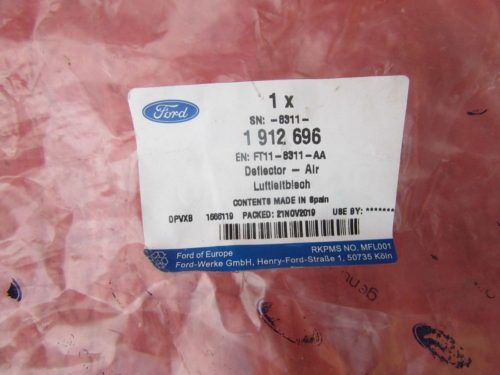 Ford
1 x
SN: -8311-
1 912 696
EN: FT11-8311-AA
Deflector - Air
Luftleitblech
CONTENTS MADE IN Spain
DPVXB 1666119 PACKED: 21NOV2019 USE BY: *******
Ford of Europe RKPMS NO. MFL001
Ford-Werke GmbH, Henry-Ford-Straße 1, 50735 Köln
genu